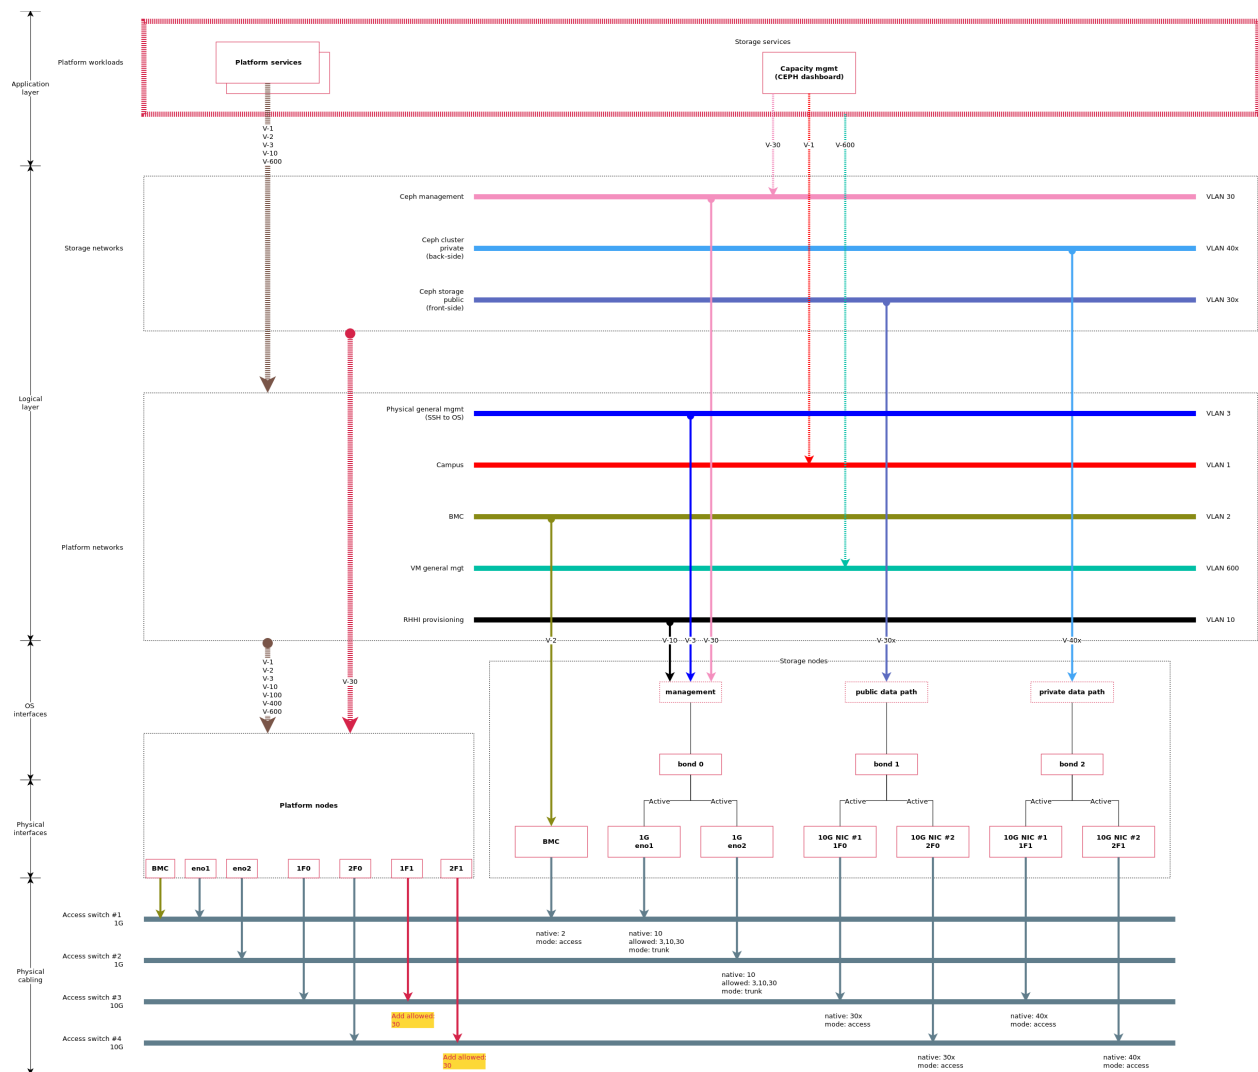 Storage services
Platform workloads
Platform services
Capacity mgmt
(CEPH dashboard)
Application
layer
V-1
V-2
V-3
V-10
V-600
V-30
V-1
V-600
Ceph management
VLAN 30
Storage networks
Ceph cluster
private
(back-side)
VLAN 40x
Ceph storage
public
(front-side)
VLAN 30x
Logical
layer
Physical general mgmt
(SSH to OS)
VLAN 3
Campus
VLAN 1
BMC
VLAN 2
Platform networks
VM general mgt
VLAN 600
RHHI provisioning
VLAN 10
V-2
V-10
V-3
V-30
V-30x
V-40x
V-1
V-2
V-3
V-10
V-100
V-400
V-600
V-30
Storage nodes
OS
interfaces
management
public data path
private data path
bond 0
bond 1
bond 2
Active
Active
Active
Active
Active
Active
Physical
interfaces
Platform nodes
BMC
1G
eno1
1G
eno2
10G NIC #1
1F0
10G NIC #2
2F0
10G NIC #1
1F1
10G NIC #2
2F1
BMC
eno1
eno2
1F0
2F0
1F1
2F1
Physical
cabling
Access switch #1
1G
native: 2
mode: access
native: 10
allowed: 3,10,30
mode: trunk
Access switch #2
1G
native: 10
allowed: 3,10,30
mode: trunk
Access switch #3
10G
Add allowed:
30
native: 30x
mode: access
native: 40x
mode: access
Access switch #4
10G
Add allowed:
30
native: 30x
mode: access
native: 40x
mode: access